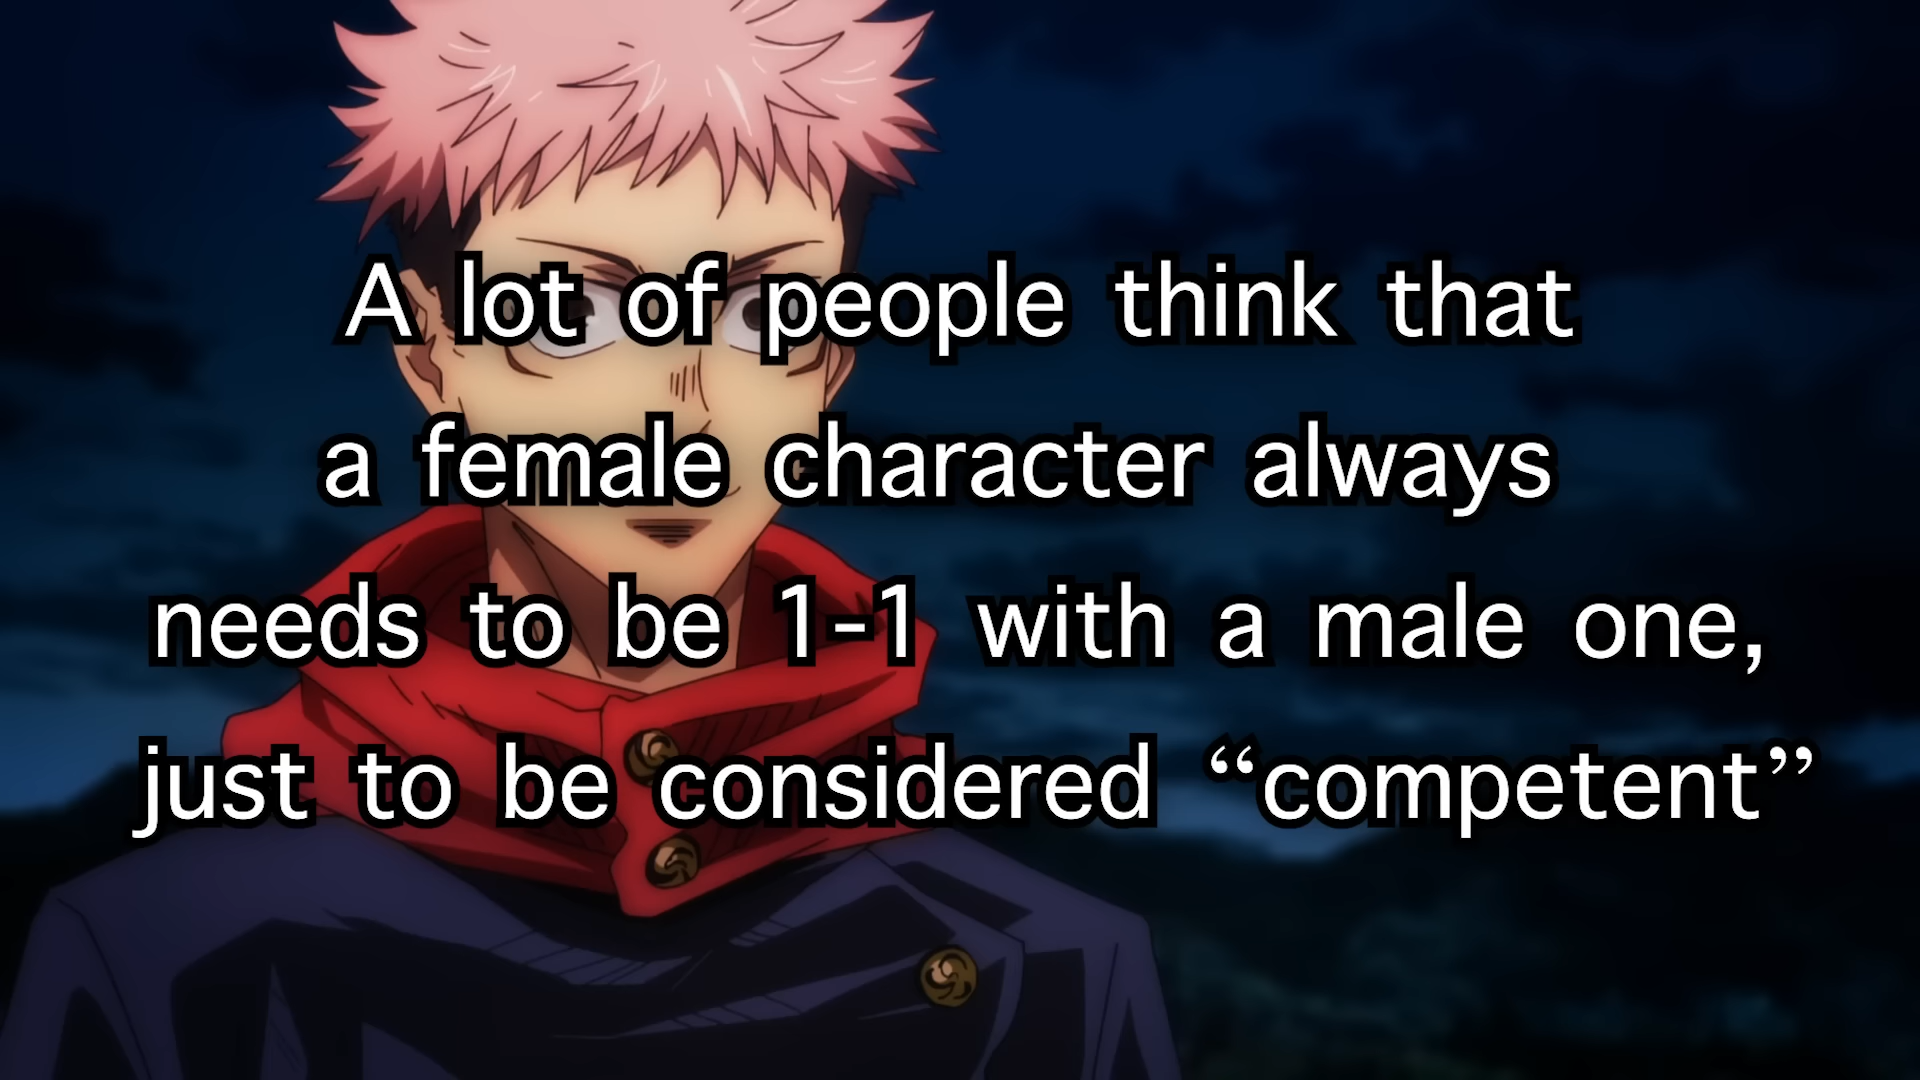 A lot of people think that
a female character always
needs to be 1-1 with a male one,
just to be considered “competent”